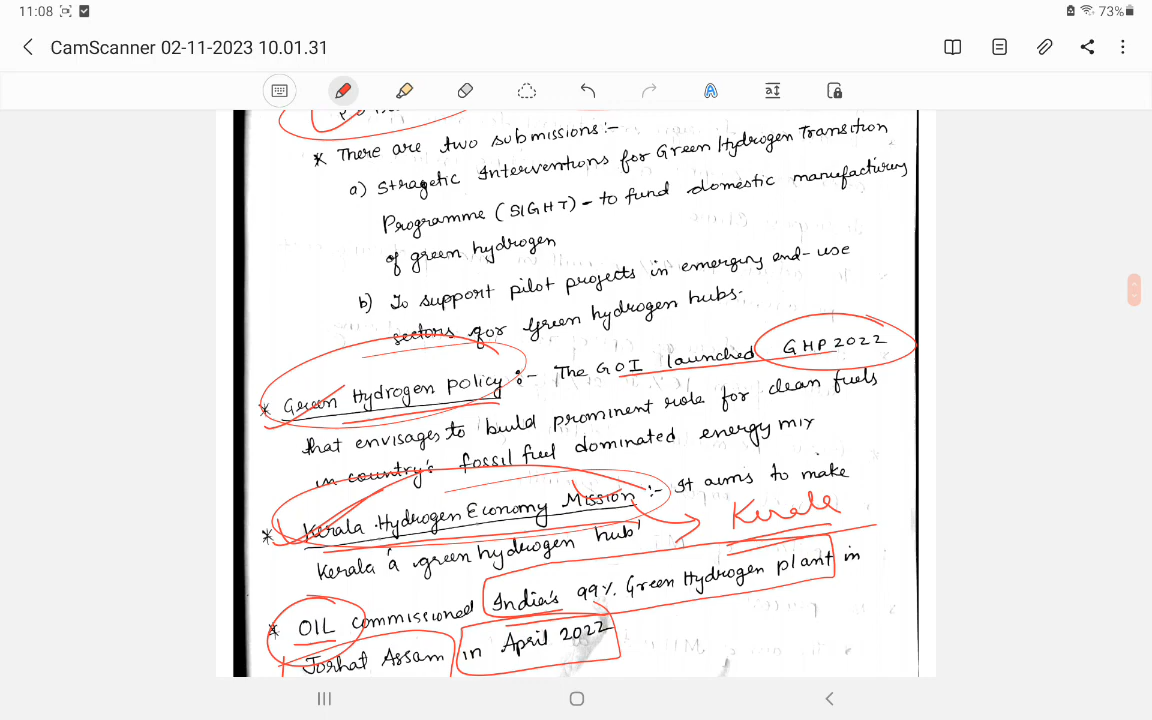 11:08
73%
CamScanner 02-11-2023 10.01.31
* There are two submissions :-
a) Stragetic Interventions for Green Hydrogen Transition
Programme (SIGHT) - to fund domestic manufacturing
of green hydrogen
b) To support pilot projects in emerging end-use
sectors for Green hydrogen hubs.
* Green Hydrogen policy :- The GOI launched GHP 2022
that envisages to build prominent role for clean fuels
in country's fossil fuel dominated energy mix
* Kerala Hydrogen Economy Mission :- It aims to make
Kerala
Kerala 'a green hydrogen hub'
* OIL commissioned India's 99% Green Hydrogen plant in
Jorhat Assam in April 2022